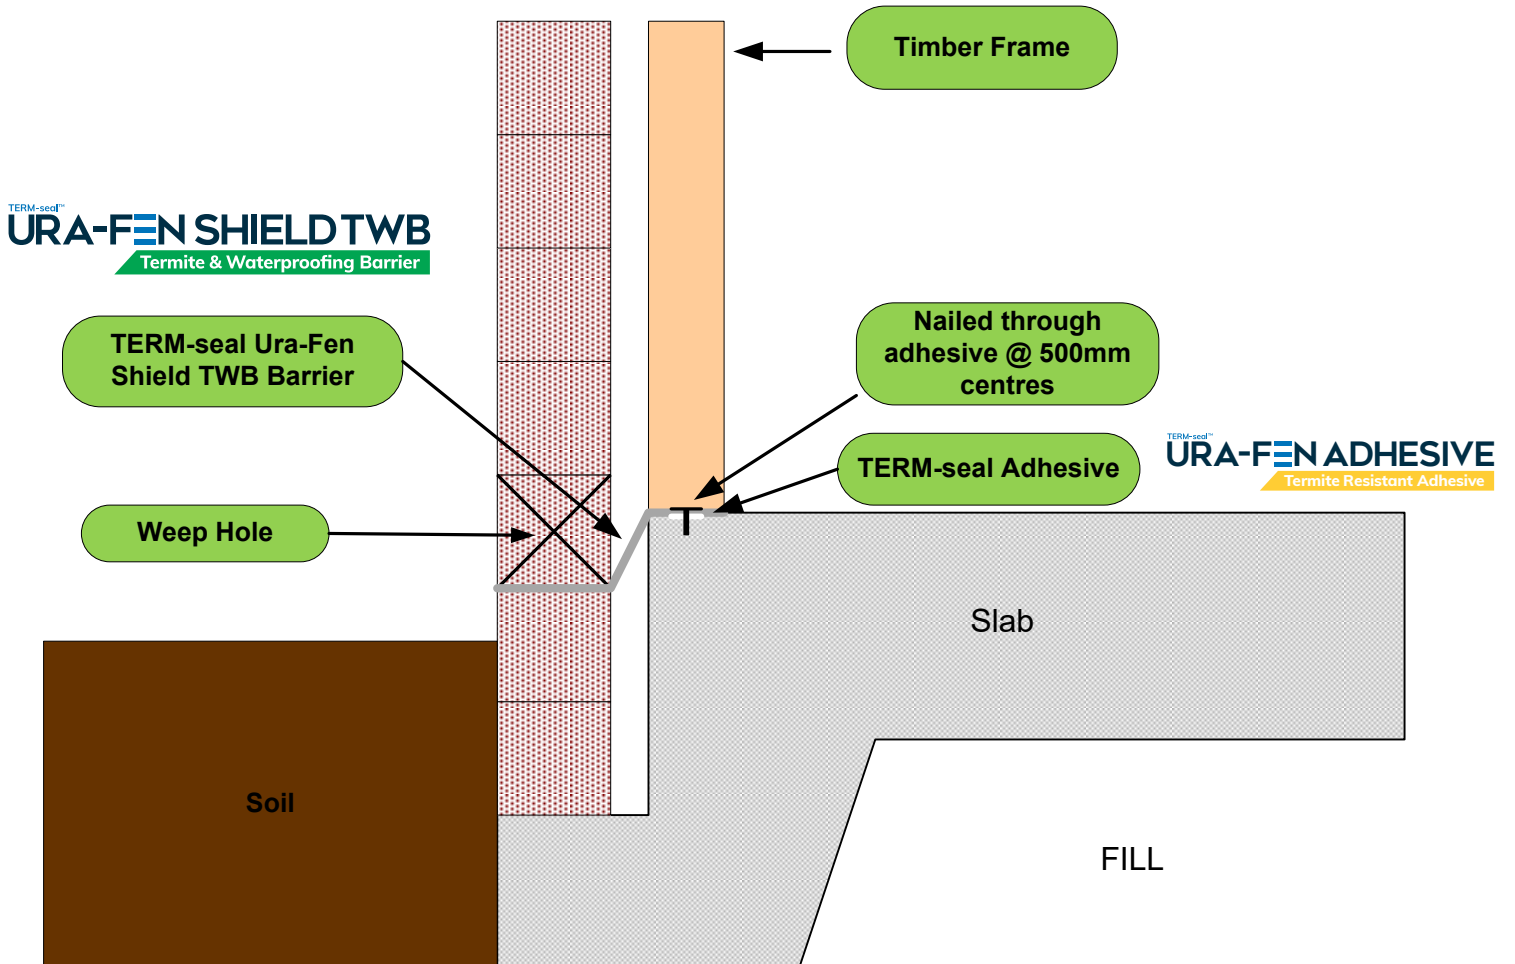 Timber Frame
TERM-seal™
URA-FEN SHIELD TWB
Termite & Waterproofing Barrier
TERM-seal Ura-Fen
Shield TWB Barrier
Nailed through
adhesive @ 500mm
centres
TERM-seal™
URA-FEN ADHESIVE
Termite Resistant Adhesive
TERM-seal Adhesive
Weep Hole
Slab
Soil
FILL